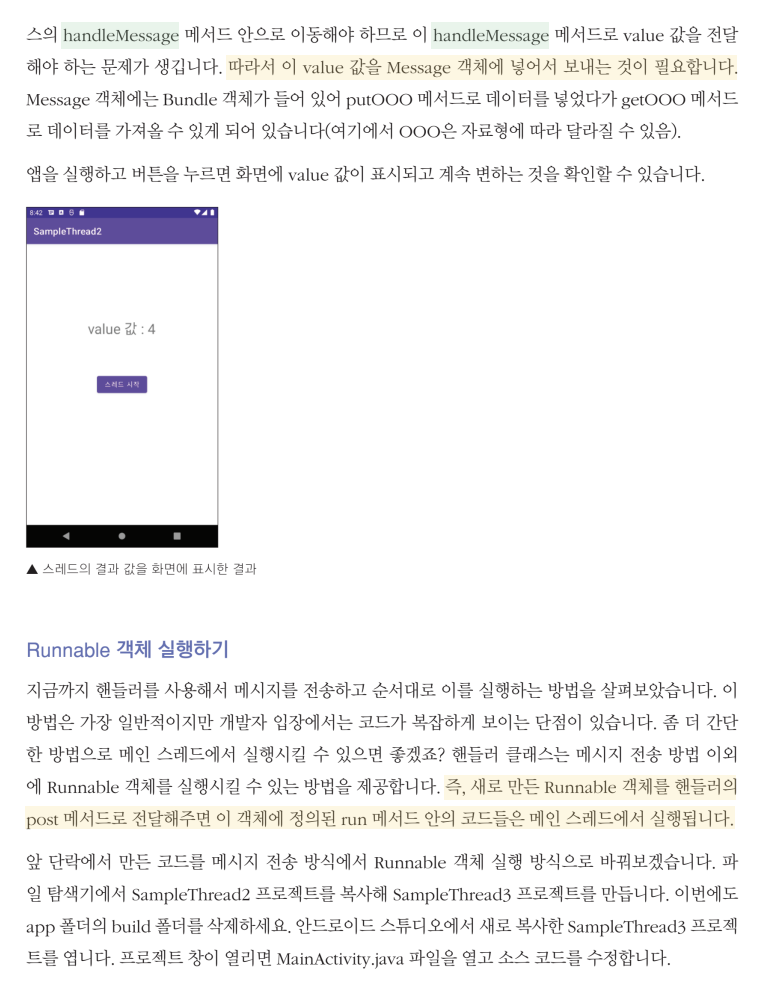 스의 handleMessage 메서드 안으로 이동해야 하므로 이 handleMessage 메서드로 value 값을 전달
해야 하는 문제가 생깁니다. 따라서 이 value 값을 Message 객체에 넣어서 보내는 것이 필요합니다.
Message 객체에는 Bundle 객체가 들어 있어 putOOO 메서드로 데이터를 넣었다가 getOOO 메서드
로 데이터를 가져올 수 있게 되어 있습니다(여기에서 OOO은 자료형에 따라 달라질 수 있음).
앱을 실행하고 버튼을 누르면 화면에 value 값이 표시되고 계속 변하는 것을 확인할 수 있습니다.
8:42
SampleThread2
value 값 : 4
스레드 시작
▲ 스레드의 결과 값을 화면에 표시한 결과
Runnable 객체 실행하기
지금까지 핸들러를 사용해서 메시지를 전송하고 순서대로 이를 실행하는 방법을 살펴보았습니다. 이
방법은 가장 일반적이지만 개발자 입장에서는 코드가 복잡하게 보이는 단점이 있습니다. 좀 더 간단
한 방법으로 메인 스레드에서 실행시킬 수 있으면 좋겠죠? 핸들러 클래스는 메시지 전송 방법 이외
에 Runnable 객체를 실행시킬 수 있는 방법을 제공합니다. 즉, 새로 만든 Runnable 객체를 핸들러의
post 메서드로 전달해주면 이 객체에 정의된 run 메서드 안의 코드들은 메인 스레드에서 실행됩니다.
앞 단락에서 만든 코드를 메시지 전송 방식에서 Runnable 객체 실행 방식으로 바꿔보겠습니다. 파
일 탐색기에서 SampleThread2 프로젝트를 복사해 SampleThread3 프로젝트를 만듭니다. 이번에도
app 폴더의 build 폴더를 삭제하세요. 안드로이드 스튜디오에서 새로 복사한 SampleThread3 프로젝
트를 엽니다. 프로젝트 창이 열리면 MainActivity.java 파일을 열고 소스 코드를 수정합니다.